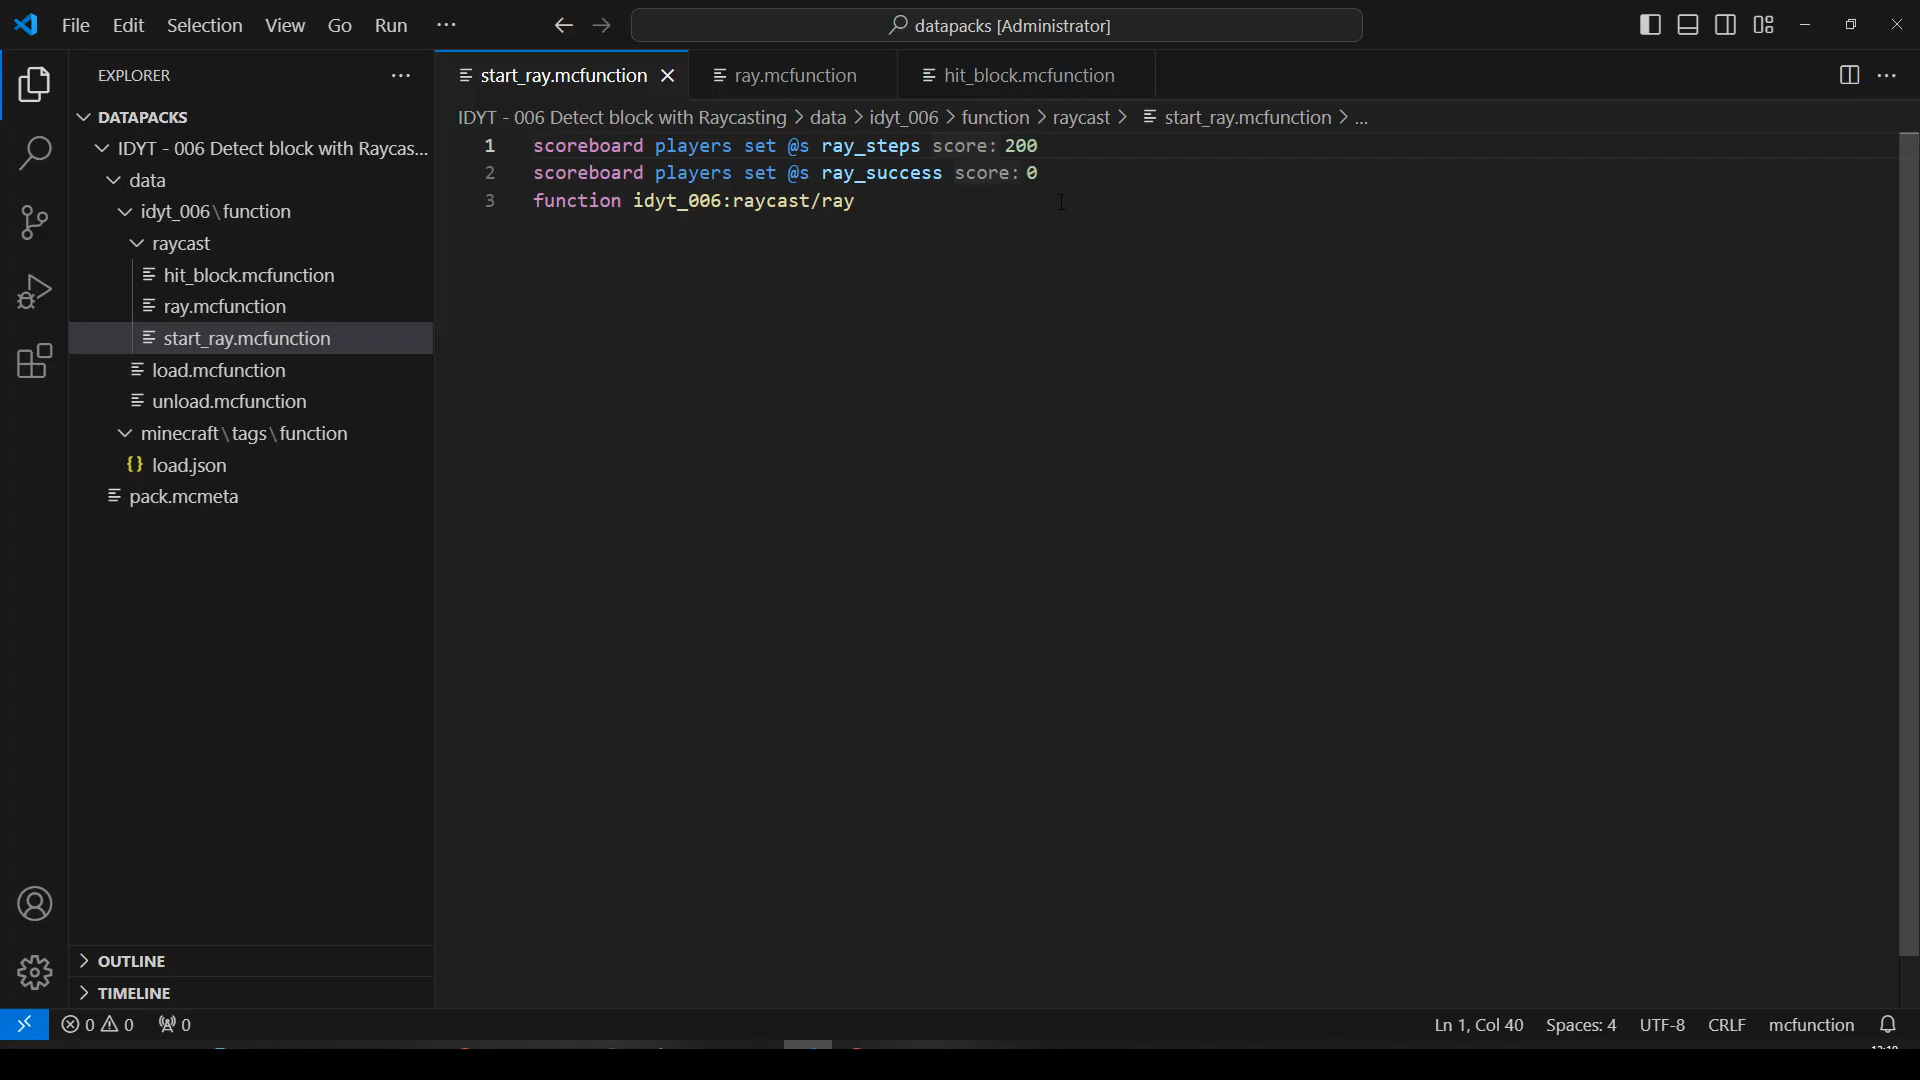 File Edit Selection View Go Run ··· datapacks [Administrator]
EXPLORER ···
start_ray.mcfunction ray.mcfunction hit_block.mcfunction ···
IDYT - 006 Detect block with Raycasting > data > idyt_006 > function > raycast > start_ray.mcfunction > ...
DATAPACKS
IDYT - 006 Detect block with Raycas...
data
idyt_006\function
raycast
hit_block.mcfunction
ray.mcfunction
start_ray.mcfunction
load.mcfunction
unload.mcfunction
minecraft\tags\function
{} load.json
pack.mcmeta
OUTLINE
TIMELINE
1 scoreboard players set @s ray_steps score: 200
2 scoreboard players set @s ray_success score: 0
3 function idyt_006:raycast/ray
0 0 0 Ln 1, Col 40 Spaces: 4 UTF-8 CRLF mcfunction